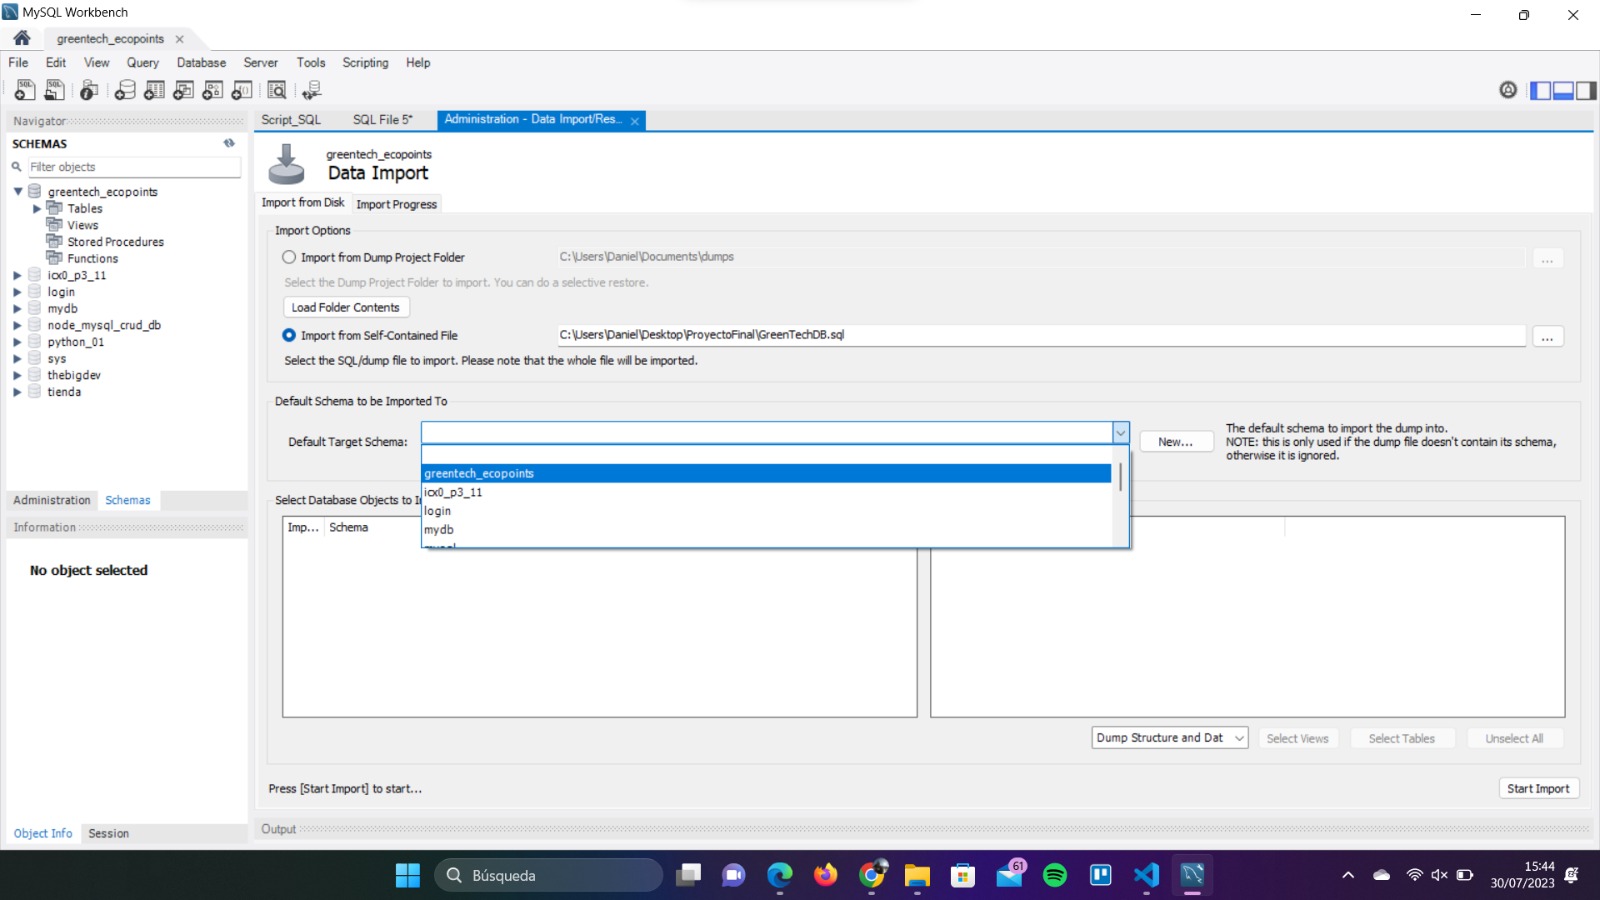 MySQL Workbench
greentech_ecopoints
File Edit View Query Database Server Tools Scripting Help
Navigator
SCHEMAS
Filter objects
greentech_ecopoints
Tables
Views
Stored Procedures
Functions
icx0_p3_11
login
mydb
node_mysql_crud_db
python_01
sys
thebigdev
tienda
Administration Schemas
Information
No object selected
Object Info Session
Script_SQL SQL File 5* Administration - Data Import/Res...
greentech_ecopoints
Data Import
Import from Disk Import Progress
Import Options
Import from Dump Project Folder C:\Users\Daniel\Documents\dumps ...
Select the Dump Project Folder to import. You can do a selective restore.
Load Folder Contents
Import from Self-Contained File C:\Users\Daniel\Desktop\ProyectoFinal\GreenTechDB.sql ...
Select the SQL/dump file to import. Please note that the whole file will be imported.
Default Schema to be Imported To
Default Target Schema: New...
The default schema to import the dump into.
NOTE: this is only used if the dump file doesn't contain its schema,
otherwise it is ignored.
greentech_ecopoints
icx0_p3_11
login
mydb
Select Database Objects to
Imp... Schema
Dump Structure and Dat Select Views Select Tables Unselect All
Press [Start Import] to start... Start Import
Output
Búsqueda
61
15:44
30/07/2023